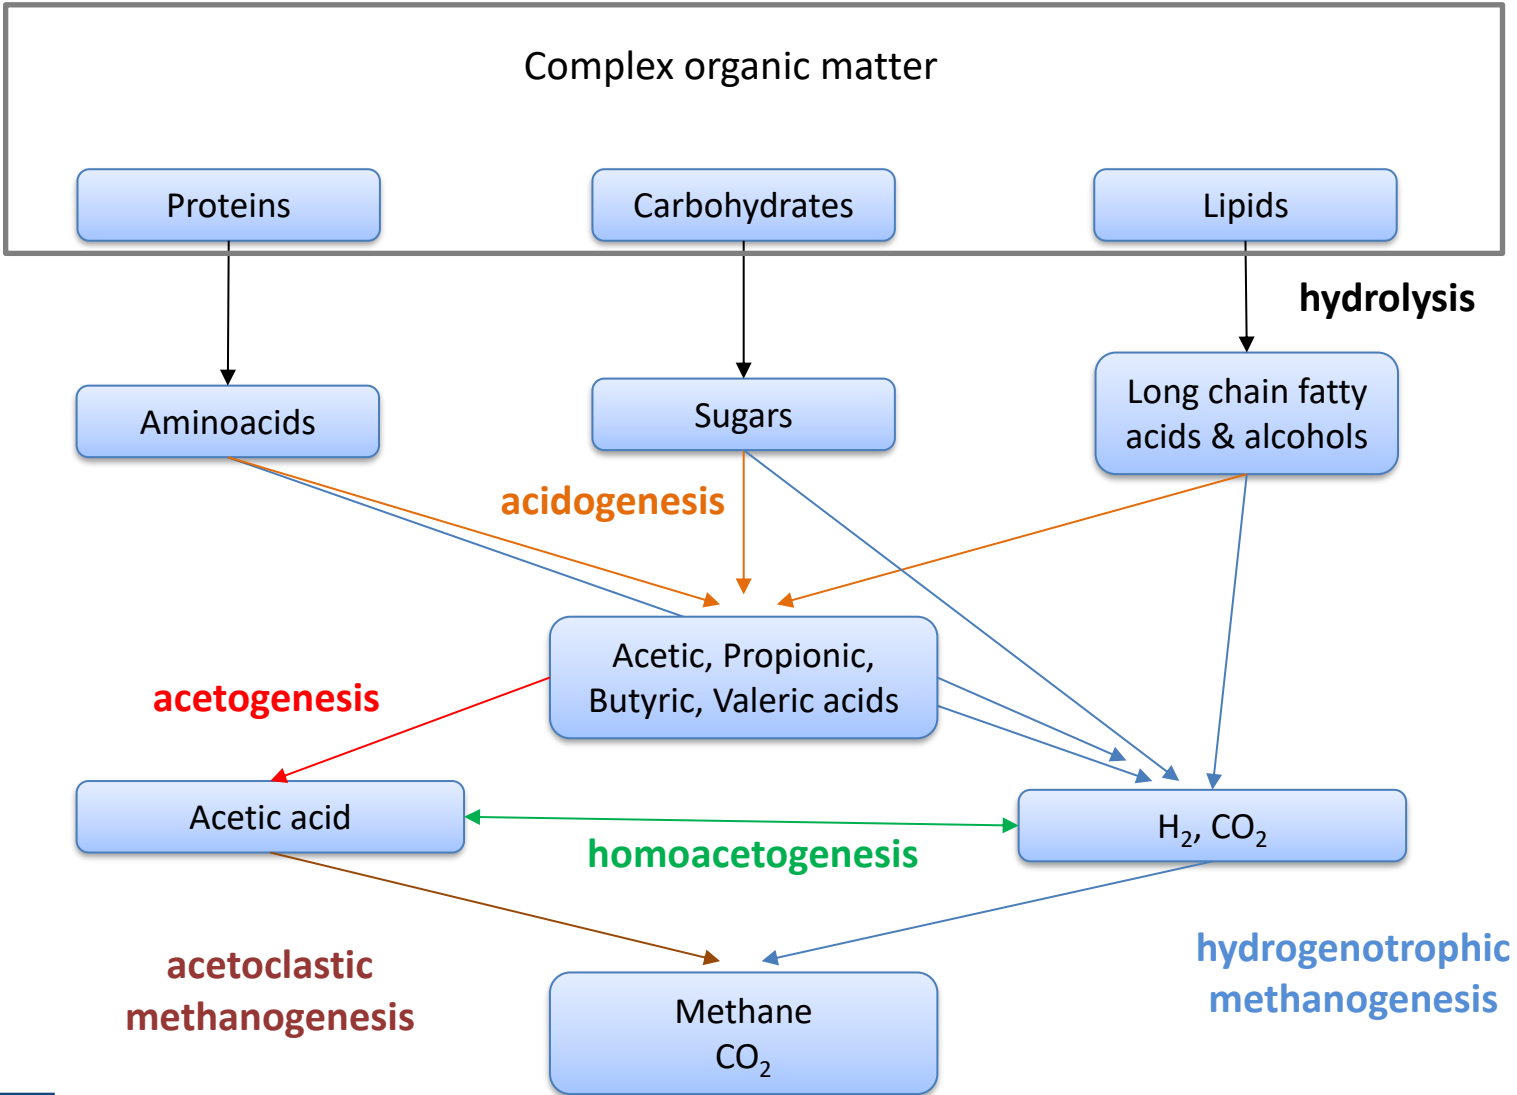 Complex organic matter
Proteins
Carbohydrates
Lipids
hydrolysis
Aminoacids
Sugars
Long chain fatty
acids & alcohols
acidogenesis
Acetic, Propionic,
Butyric, Valeric acids
acetogenesis
Acetic acid
H₂, CO₂
homoacetogenesis
acetoclastic
methanogenesis
hydrogenotrophic
methanogenesis
Methane
CO₂